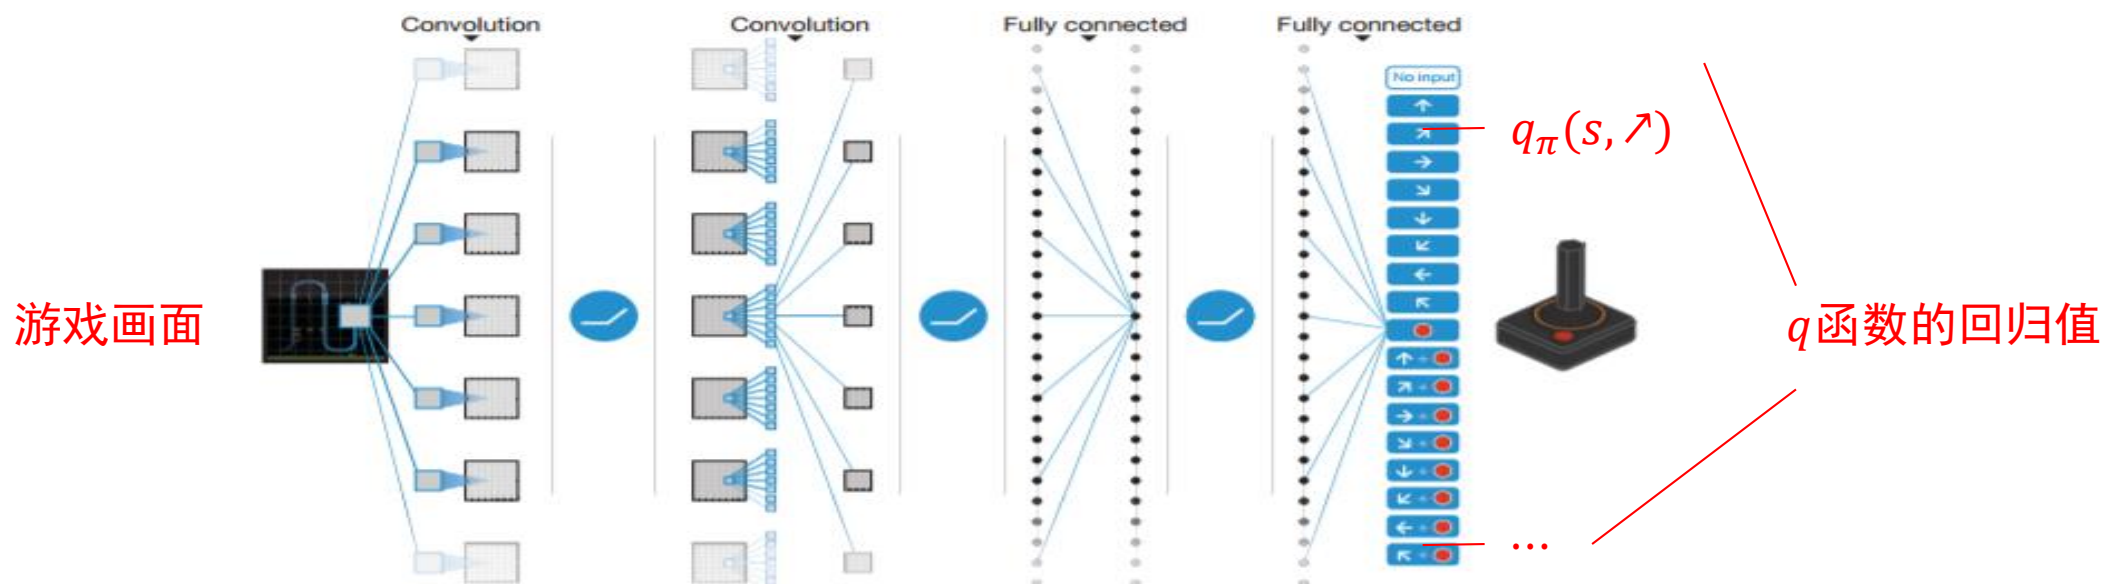 Convolution
Convolution
Fully connected
Fully connected
No input
↑
↗
→
↘
↓
↙
←
↖
↑ +
↗ +
→ +
↘ +
↓ +
↙ +
← +
↖ +
qπ(s,↗)
...
游戏画面
q函数的回归值